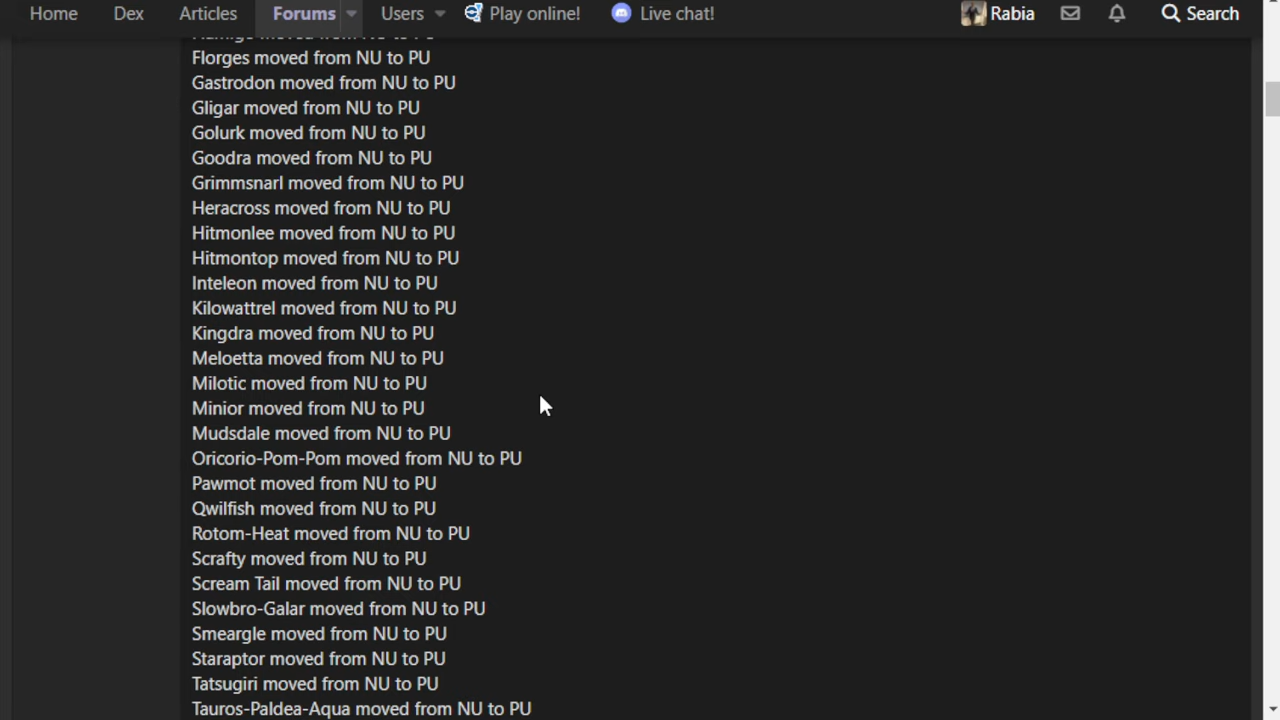 Home Dex Articles Forums Users Play online! Live chat! Rabia Search
moved from NU to PU
Florges moved from NU to PU
Gastrodon moved from NU to PU
Gligar moved from NU to PU
Golurk moved from NU to PU
Goodra moved from NU to PU
Grimmsnarl moved from NU to PU
Heracross moved from NU to PU
Hitmonlee moved from NU to PU
Hitmontop moved from NU to PU
Inteleon moved from NU to PU
Kilowattrel moved from NU to PU
Kingdra moved from NU to PU
Meloetta moved from NU to PU
Milotic moved from NU to PU
Minior moved from NU to PU
Mudsdale moved from NU to PU
Oricorio-Pom-Pom moved from NU to PU
Pawmot moved from NU to PU
Qwilfish moved from NU to PU
Rotom-Heat moved from NU to PU
Scrafty moved from NU to PU
Scream Tail moved from NU to PU
Slowbro-Galar moved from NU to PU
Smeargle moved from NU to PU
Staraptor moved from NU to PU
Tatsugiri moved from NU to PU
Tauros-Paldea-Aqua moved from NU to PU